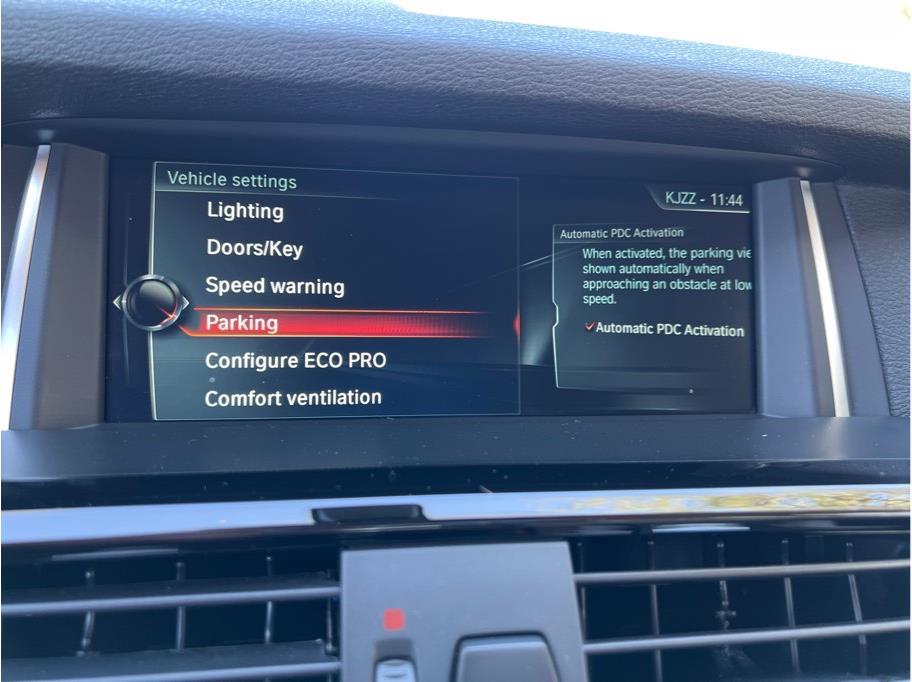 Vehicle settings
Lighting
Doors/Key
Speed warning
Parking
Configure ECO PRO
Comfort ventilation
KJZZ - 11:44
Automatic PDC Activation
When activated, the parking vie
shown automatically when
approaching an obstacle at low
speed.
Automatic PDC Activation